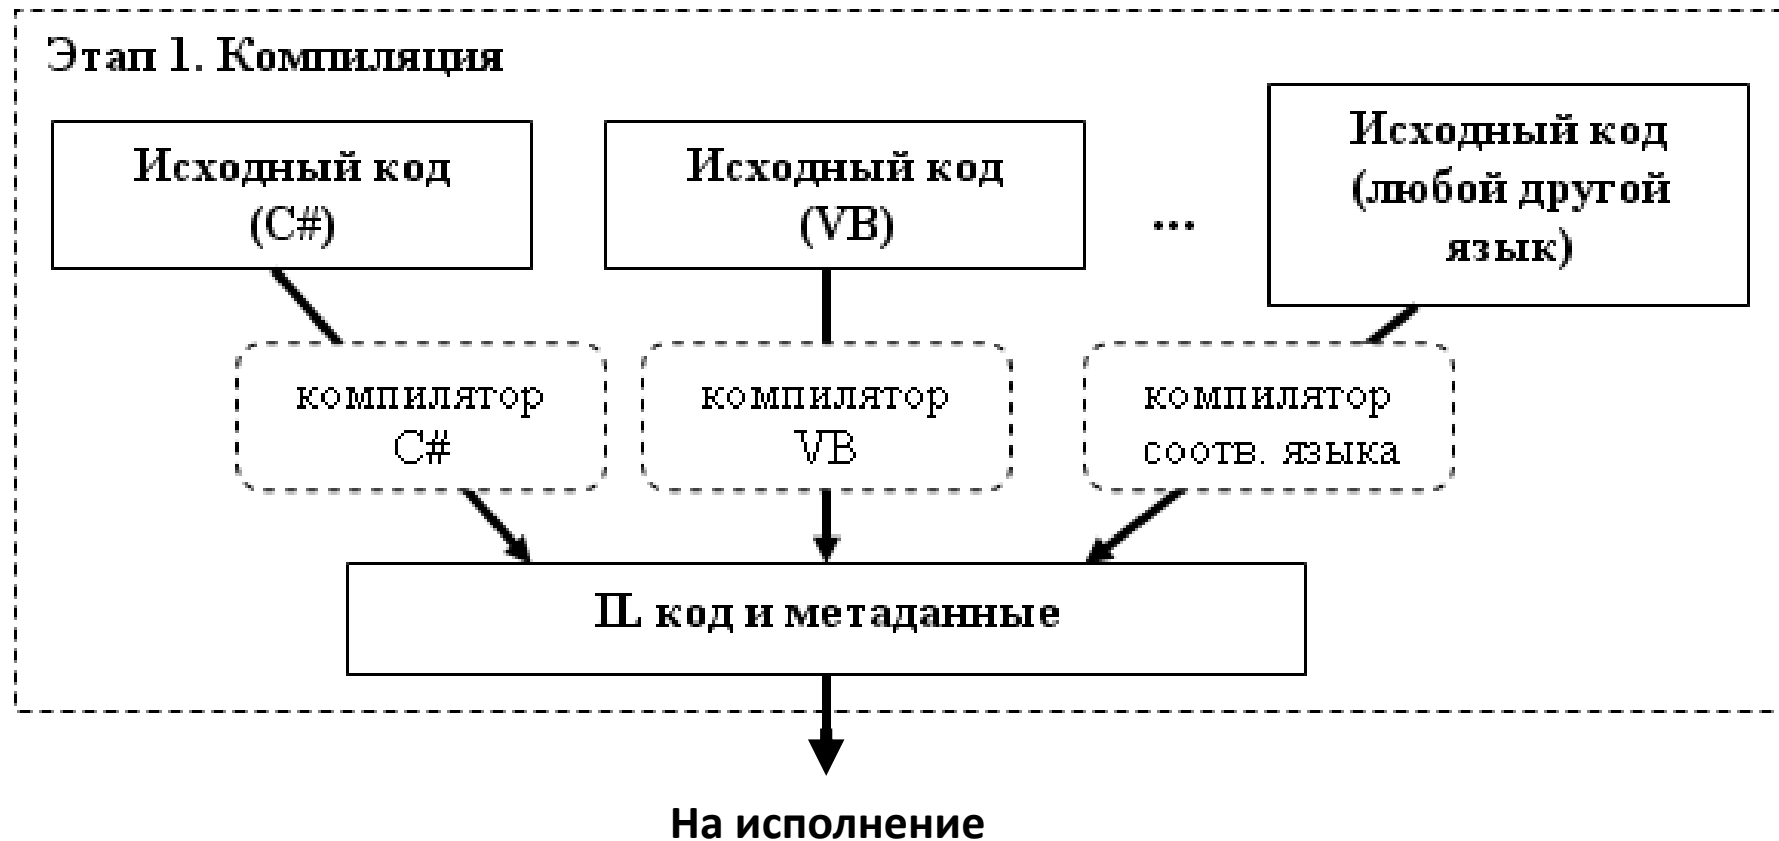 Этап 1. Компиляция
Исходный код
(C#)
Исходный код
(VB)
...
Исходный код
(любой другой
язык)
компилятор
C#
компилятор
VB
компилятор
соотв. языка
IL код и метаданные
На исполнение